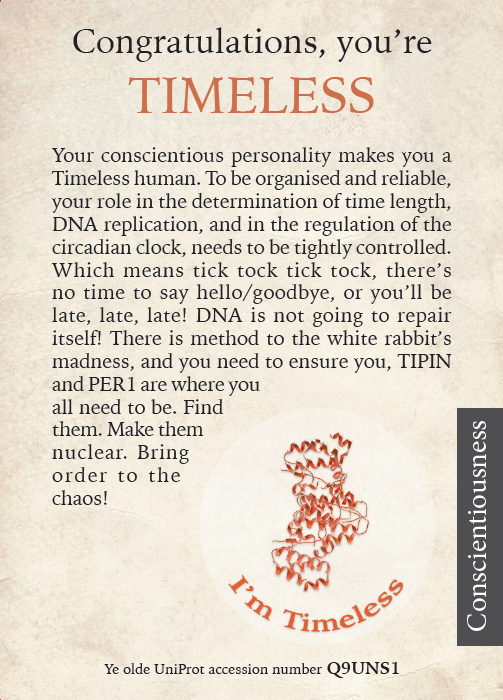 Congratulations, you’re
TIMELESS
Your conscientious personality makes you a
Timeless human. To be organised and reliable,
your role in the determination of time length,
DNA replication, and in the regulation of the
circadian clock, needs to be tightly controlled.
Which means tick tock tick tock, there’s
no time to say hello/goodbye, or you’ll be
late, late, late! DNA is not going to repair
itself! There is method to the white rabbit’s
madness, and you need to ensure you, TIPIN
and PER1 are where you
all need to be. Find
them. Make them
nuclear. Bring
order to the
chaos!
Conscientiousness
I’m Timeless
Ye olde UniProt accession number Q9UNS1